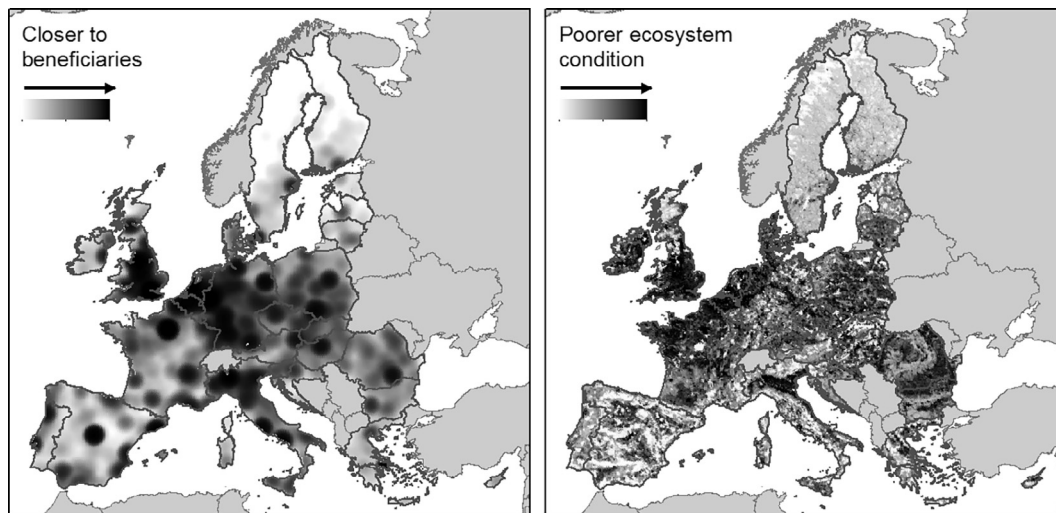 Closer to
beneficiaries
Poorer ecosystem
condition